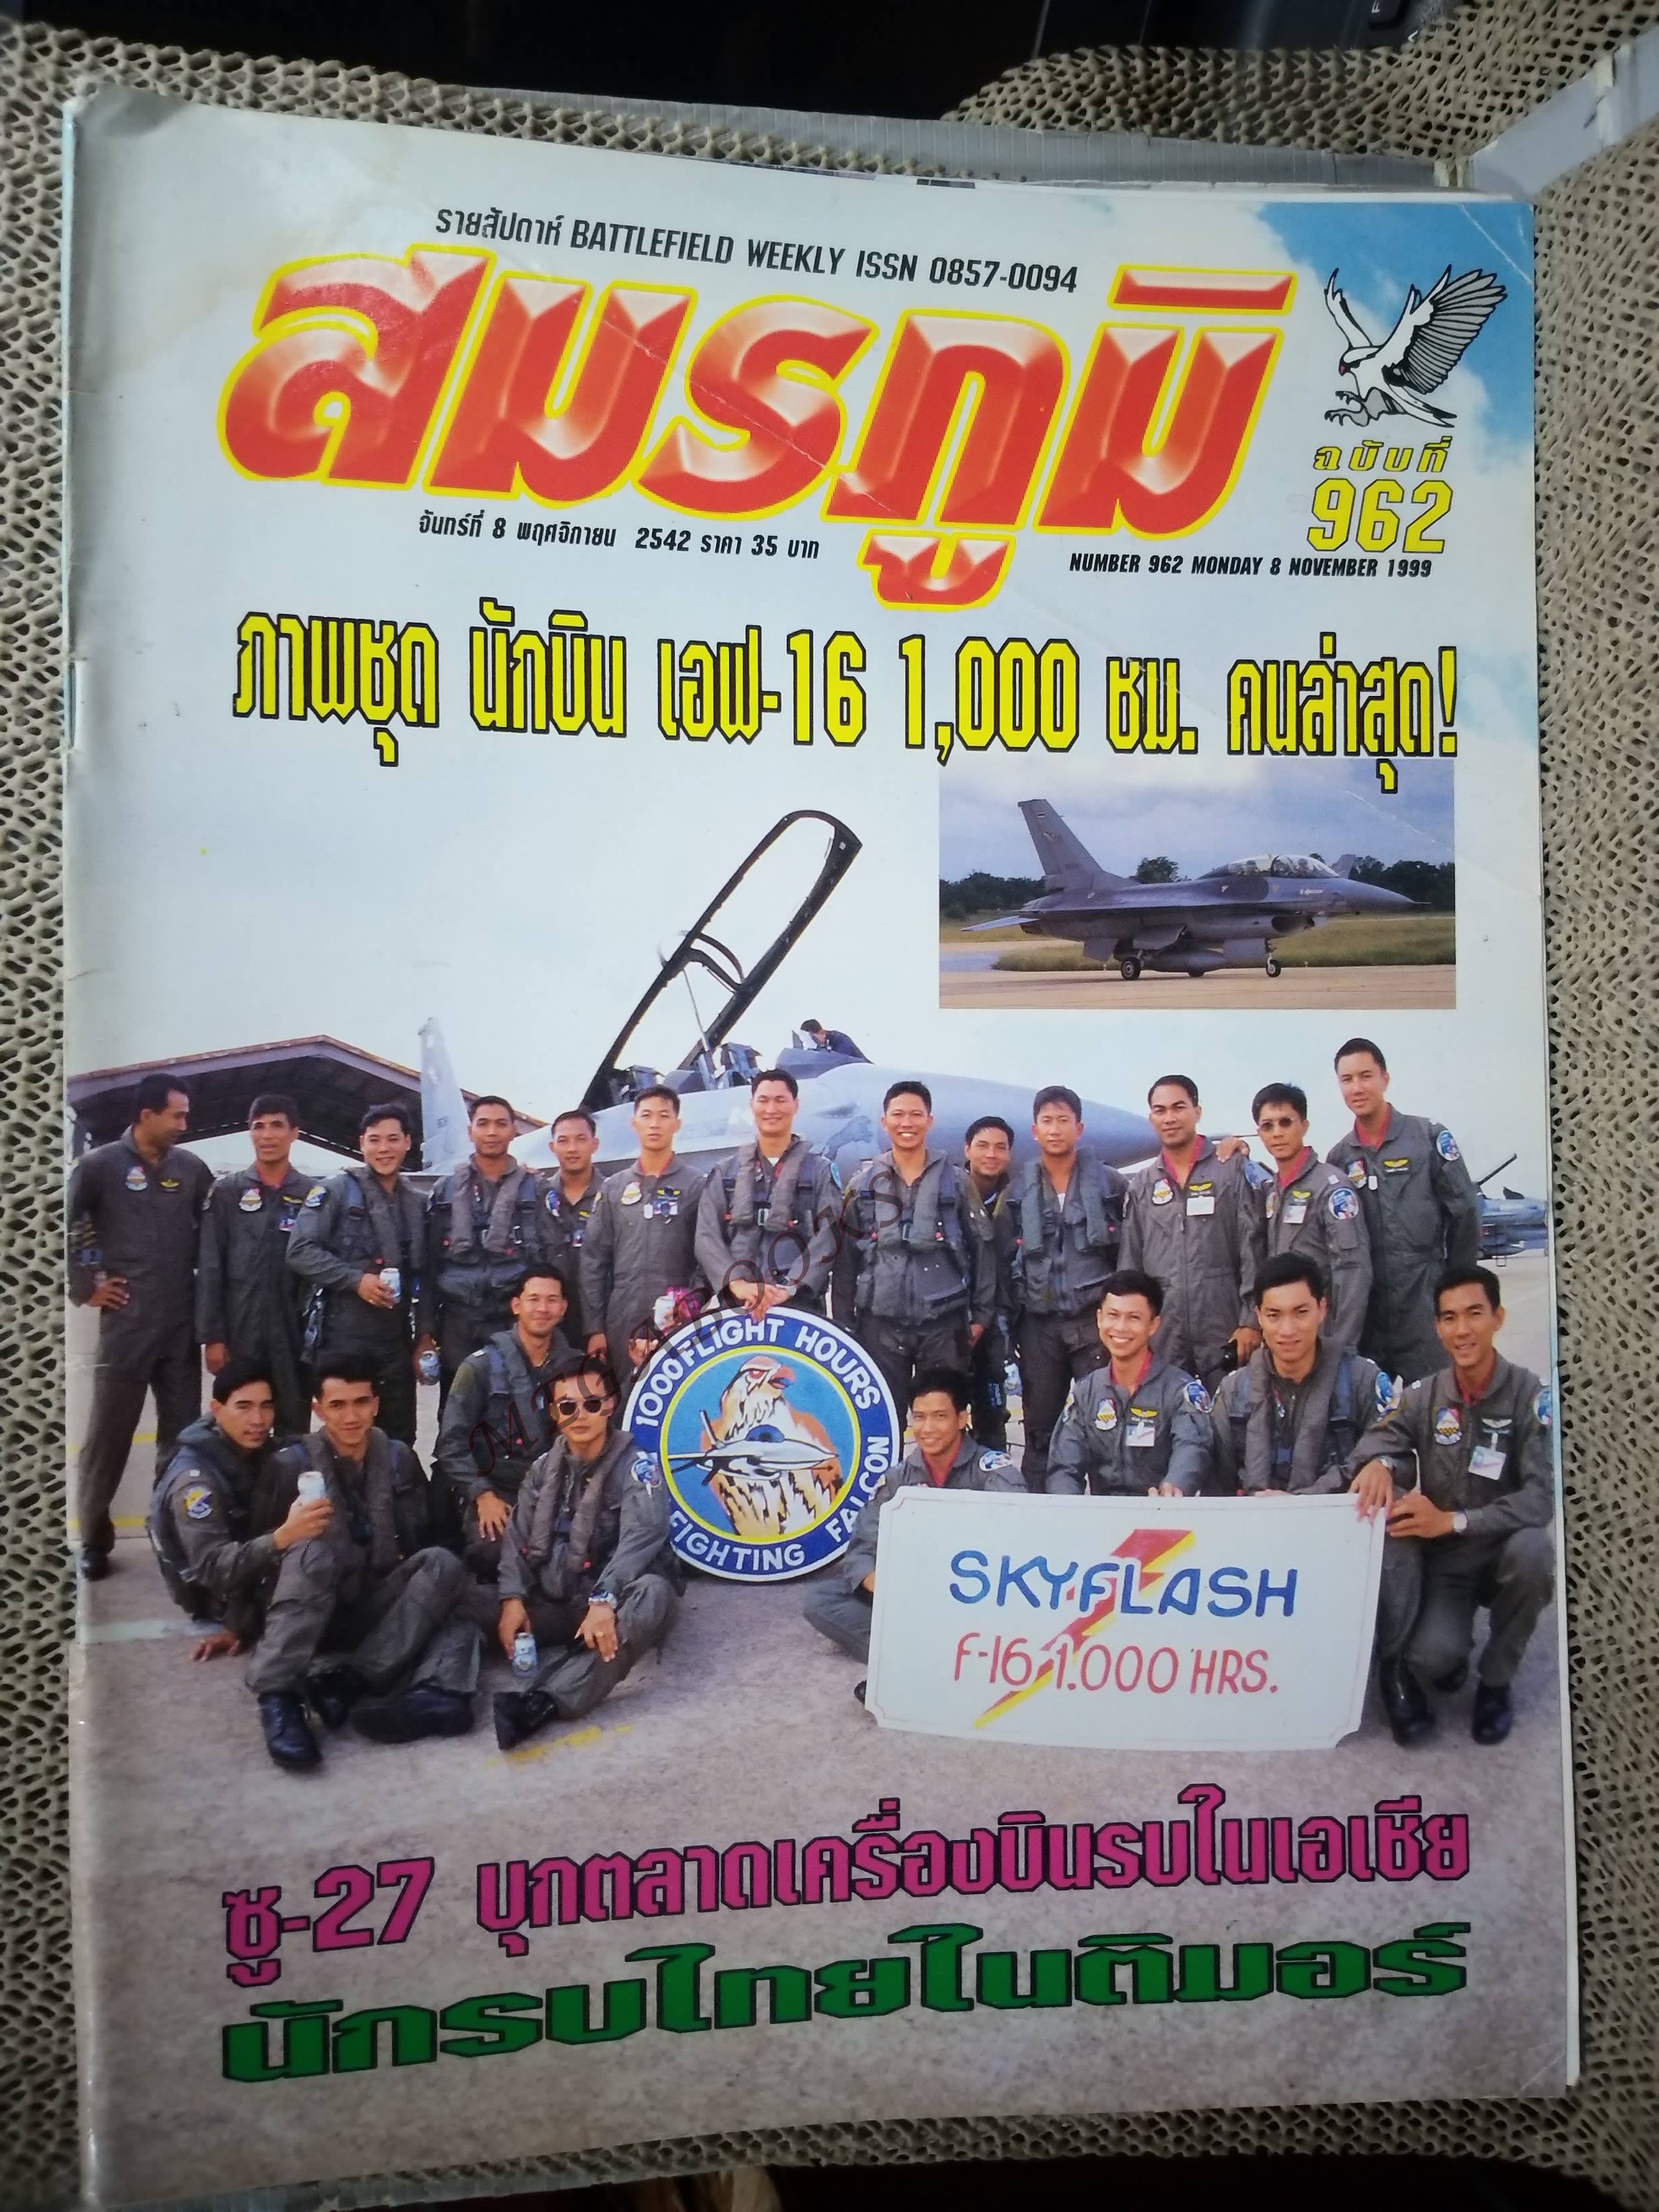 รายสัปดาห์ BATTLEFIELD WEEKLY ISSN 0857-0094
สมรภูมิ
ฉบับที่
962
จันทร์ที่ 8 พฤศจิกายน 2542 ราคา 35 บาท
NUMBER 962 MONDAY 8 NOVEMBER 1999
ภาพชุด นักบิน เอฟ-16 1,000 ชม. คนล่าสุด!
1000 FLIGHT HOURS
FIGHTING FALCON
SKYFLASH
F-16 1.000 HRS.
MEGABOOKS
ซู-27 บุกตลาดเครื่องบินรบในเอเชีย
นักรบไทยในติมอร์